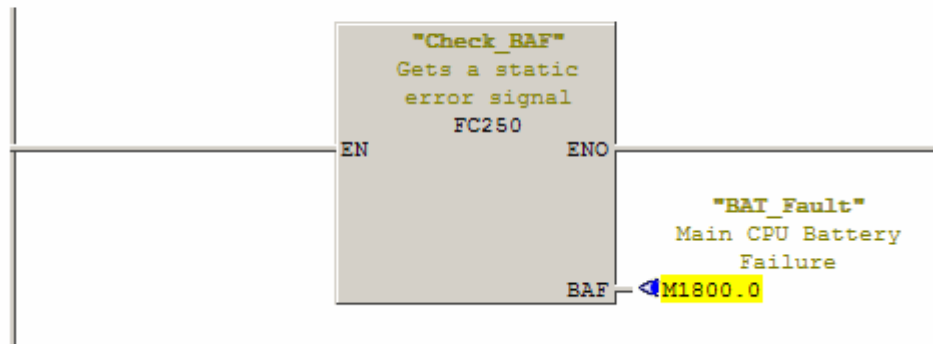 "Check_BAF"
Gets a static
error signal
FC250
EN
ENO
"BAT_Fault"
Main CPU Battery
Failure
BAF
M1800.0